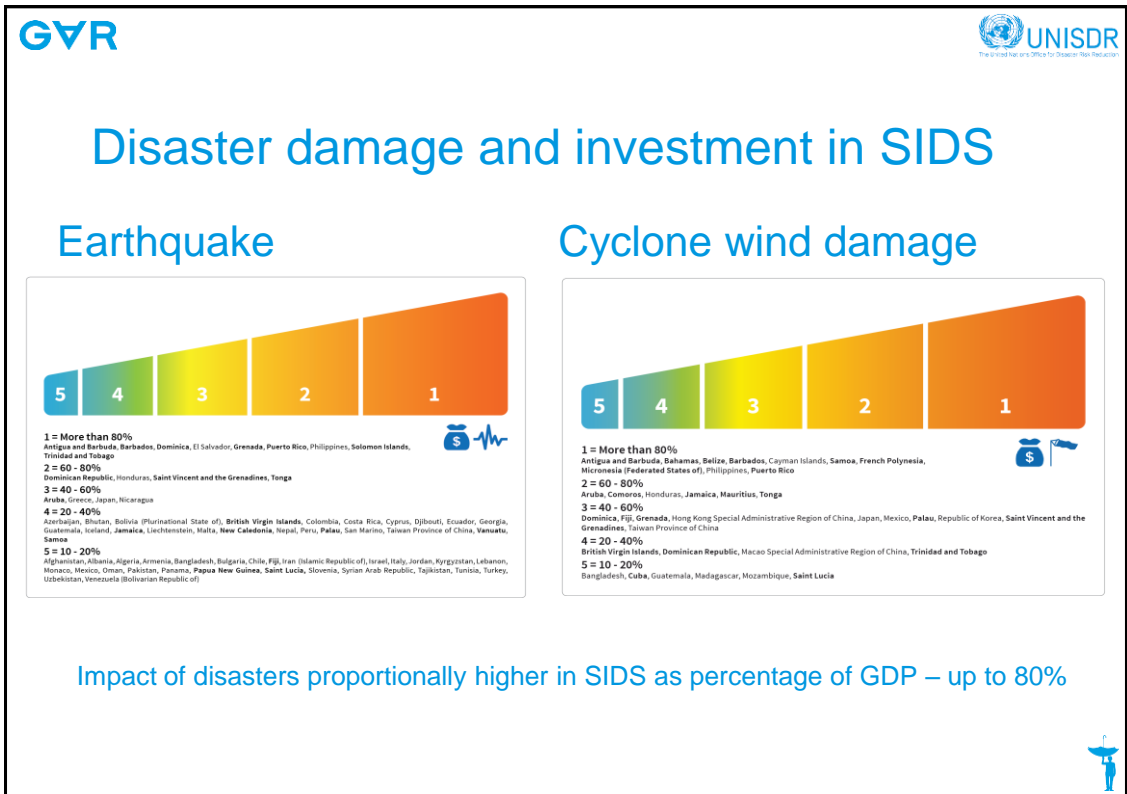 GAR
UNISDR
The United Nations Office for Disaster Risk Reduction
Disaster damage and investment in SIDS
Earthquake
5 4 3 2 1
1 = More than 80%
Antigua and Barbuda, Barbados, Dominica, El Salvador, Grenada, Puerto Rico, Philippines, Solomon Islands,
Trinidad and Tobago
2 = 60 - 80%
Dominican Republic, Honduras, Saint Vincent and the Grenadines, Tonga
3 = 40 - 60%
Aruba, Greece, Japan, Nicaragua
4 = 20 - 40%
Azerbaijan, Bhutan, Bolivia (Plurinational State of), British Virgin Islands, Colombia, Costa Rica, Cyprus, Djibouti, Ecuador, Georgia,
Guatemala, Iceland, Jamaica, Liechtenstein, Malta, New Caledonia, Nepal, Peru, Palau, San Marino, Taiwan Province of China, Vanuatu,
Samoa
5 = 10 - 20%
Afghanistan, Albania, Algeria, Armenia, Bangladesh, Bulgaria, Chile, Fiji, Iran (Islamic Republic of), Israel, Italy, Jordan, Kyrgyzstan, Lebanon,
Monaco, Mexico, Oman, Pakistan, Panama, Papua New Guinea, Saint Lucia, Slovenia, Syrian Arab Republic, Tajikistan, Tunisia, Turkey,
Uzbekistan, Venezuela (Bolivarian Republic of)
$
Cyclone wind damage
5 4 3 2 1
1 = More than 80%
Antigua and Barbuda, Bahamas, Belize, Barbados, Cayman Islands, Samoa, French Polynesia,
Micronesia (Federated States of), Philippines, Puerto Rico
2 = 60 - 80%
Aruba, Comoros, Honduras, Jamaica, Mauritius, Tonga
3 = 40 - 60%
Dominica, Fiji, Grenada, Hong Kong Special Administrative Region of China, Japan, Mexico, Palau, Republic of Korea, Saint Vincent and the
Grenadines, Taiwan Province of China
4 = 20 - 40%
British Virgin Islands, Dominican Republic, Macao Special Administrative Region of China, Trinidad and Tobago
5 = 10 - 20%
Bangladesh, Cuba, Guatemala, Madagascar, Mozambique, Saint Lucia
$
Impact of disasters proportionally higher in SIDS as percentage of GDP – up to 80%